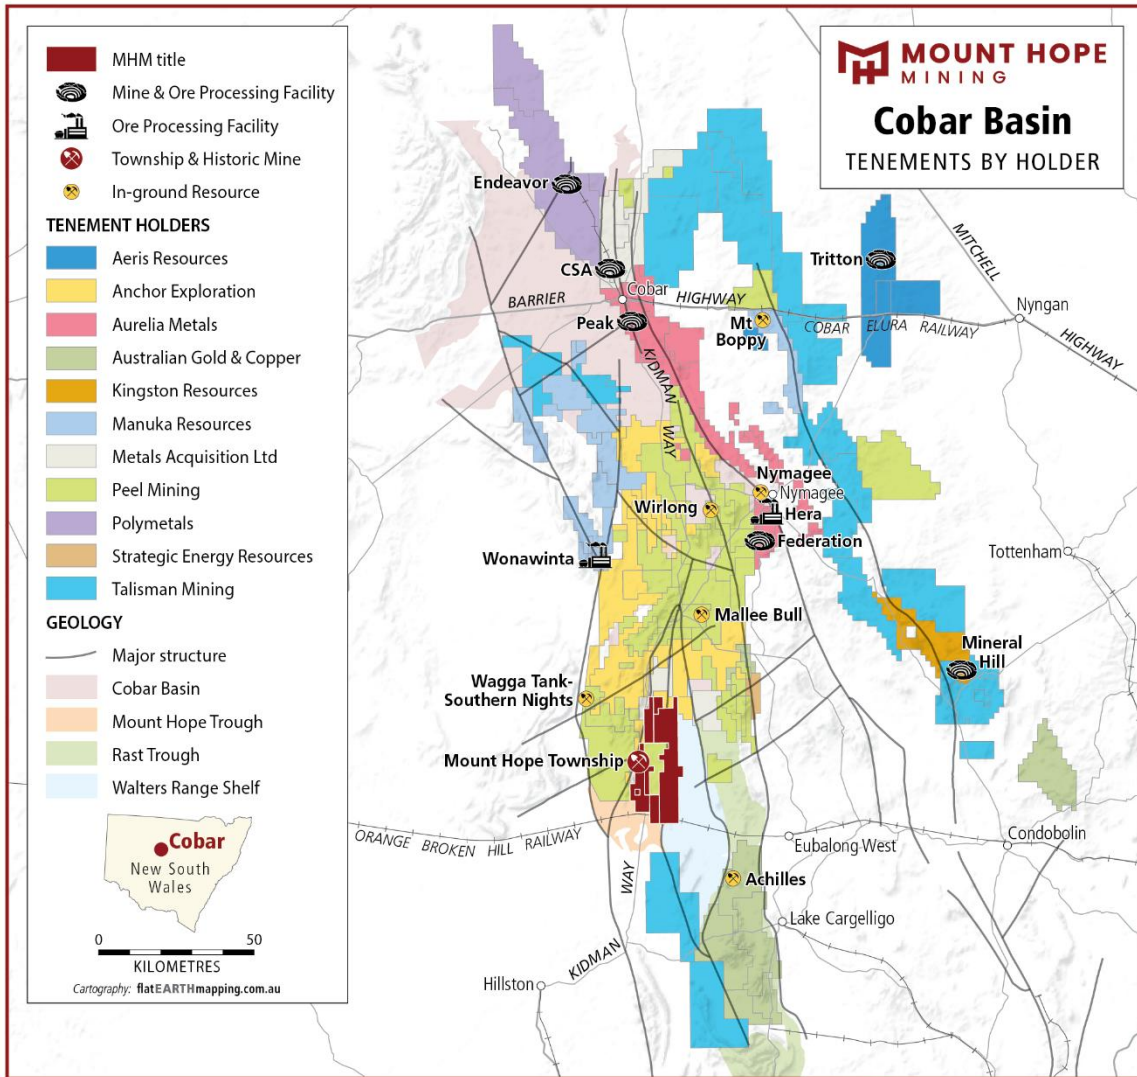 MHM title
Mine & Ore Processing Facility
Ore Processing Facility
Township & Historic Mine
In-ground Resource
TENEMENT HOLDERS
Aeris Resources
Anchor Exploration
Aurelia Metals
Australian Gold & Copper
Kingston Resources
Manuka Resources
Metals Acquisition Ltd
Peel Mining
Polymetals
Strategic Energy Resources
Talisman Mining
GEOLOGY
Major structure
Cobar Basin
Mount Hope Trough
Rast Trough
Walters Range Shelf
Cobar
New South
Wales
0 50
KILOMETRES
Cartography: flatEARTHmapping.com.au
MOUNT HOPE
MINING
Cobar Basin
TENEMENTS BY HOLDER
Endeavor
CSA
Cobar
BARRIER HIGHWAY
Peak
Mt
Boppy
Tritton
MITCHELL
HIGHWAY
Nyngan
COBAR ELURA RAILWAY
KIDMAN
WAY
Nymagee
Nymagee
Wirlong
Hera
Federation
Wonawinta
Tottenham
Mallee Bull
Mineral
Hill
Wagga Tank-
Southern Nights
Mount Hope Township
ORANGE BROKEN HILL RAILWAY
Eubalong West
Condobolin
WAY
KIDMAN
Achilles
Lake Cargelligo
Hillston